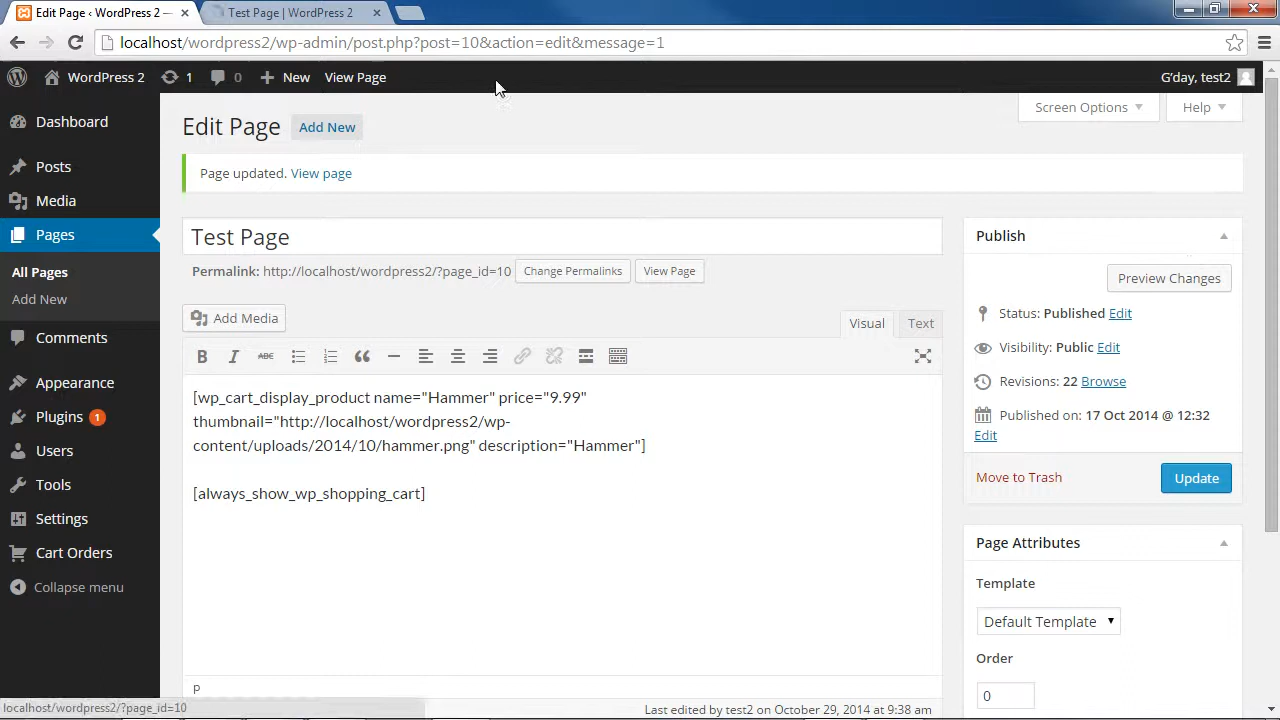 Edit Page ‹ WordPress 2 — ×
Test Page | WordPress 2 ×
localhost/wordpress2/wp-admin/post.php?post=10&action=edit&message=1
WordPress 2 1 0 New View Page G'day, test2
Screen Options Help
Edit Page Add New
Page updated. View page
Dashboard
Posts
Media
Pages
All Pages
Add New
Comments
Appearance
Plugins 1
Users
Tools
Settings
Cart Orders
Collapse menu
Test Page
Permalink: http://localhost/wordpress2/?page_id=10 Change Permalinks View Page
Add Media
Visual Text
B I ABC
[wp_cart_display_product name="Hammer" price="9.99"
thumbnail="http://localhost/wordpress2/wp-
content/uploads/2014/10/hammer.png" description="Hammer"]
[always_show_wp_shopping_cart]
p
Last edited by test2 on October 29, 2014 at 9:38 am
Publish
Preview Changes
Status: Published Edit
Visibility: Public Edit
Revisions: 22 Browse
Published on: 17 Oct 2014 @ 12:32
Edit
Move to Trash Update
Page Attributes
Template
Default Template
Order
0
localhost/wordpress2/?page_id=10